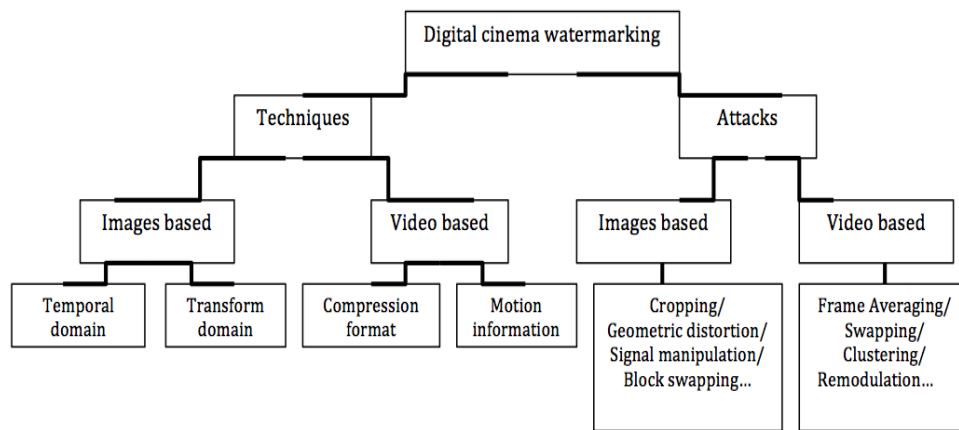 Digital cinema watermarking
Techniques
Attacks
Images based
Video based
Images based
Video based
Temporal
domain
Transform
domain
Compression
format
Motion
information
Cropping/
Geometric distortion/
Signal manipulation/
Block swapping...
Frame Averaging/
Swapping/
Clustering/
Remodulation...